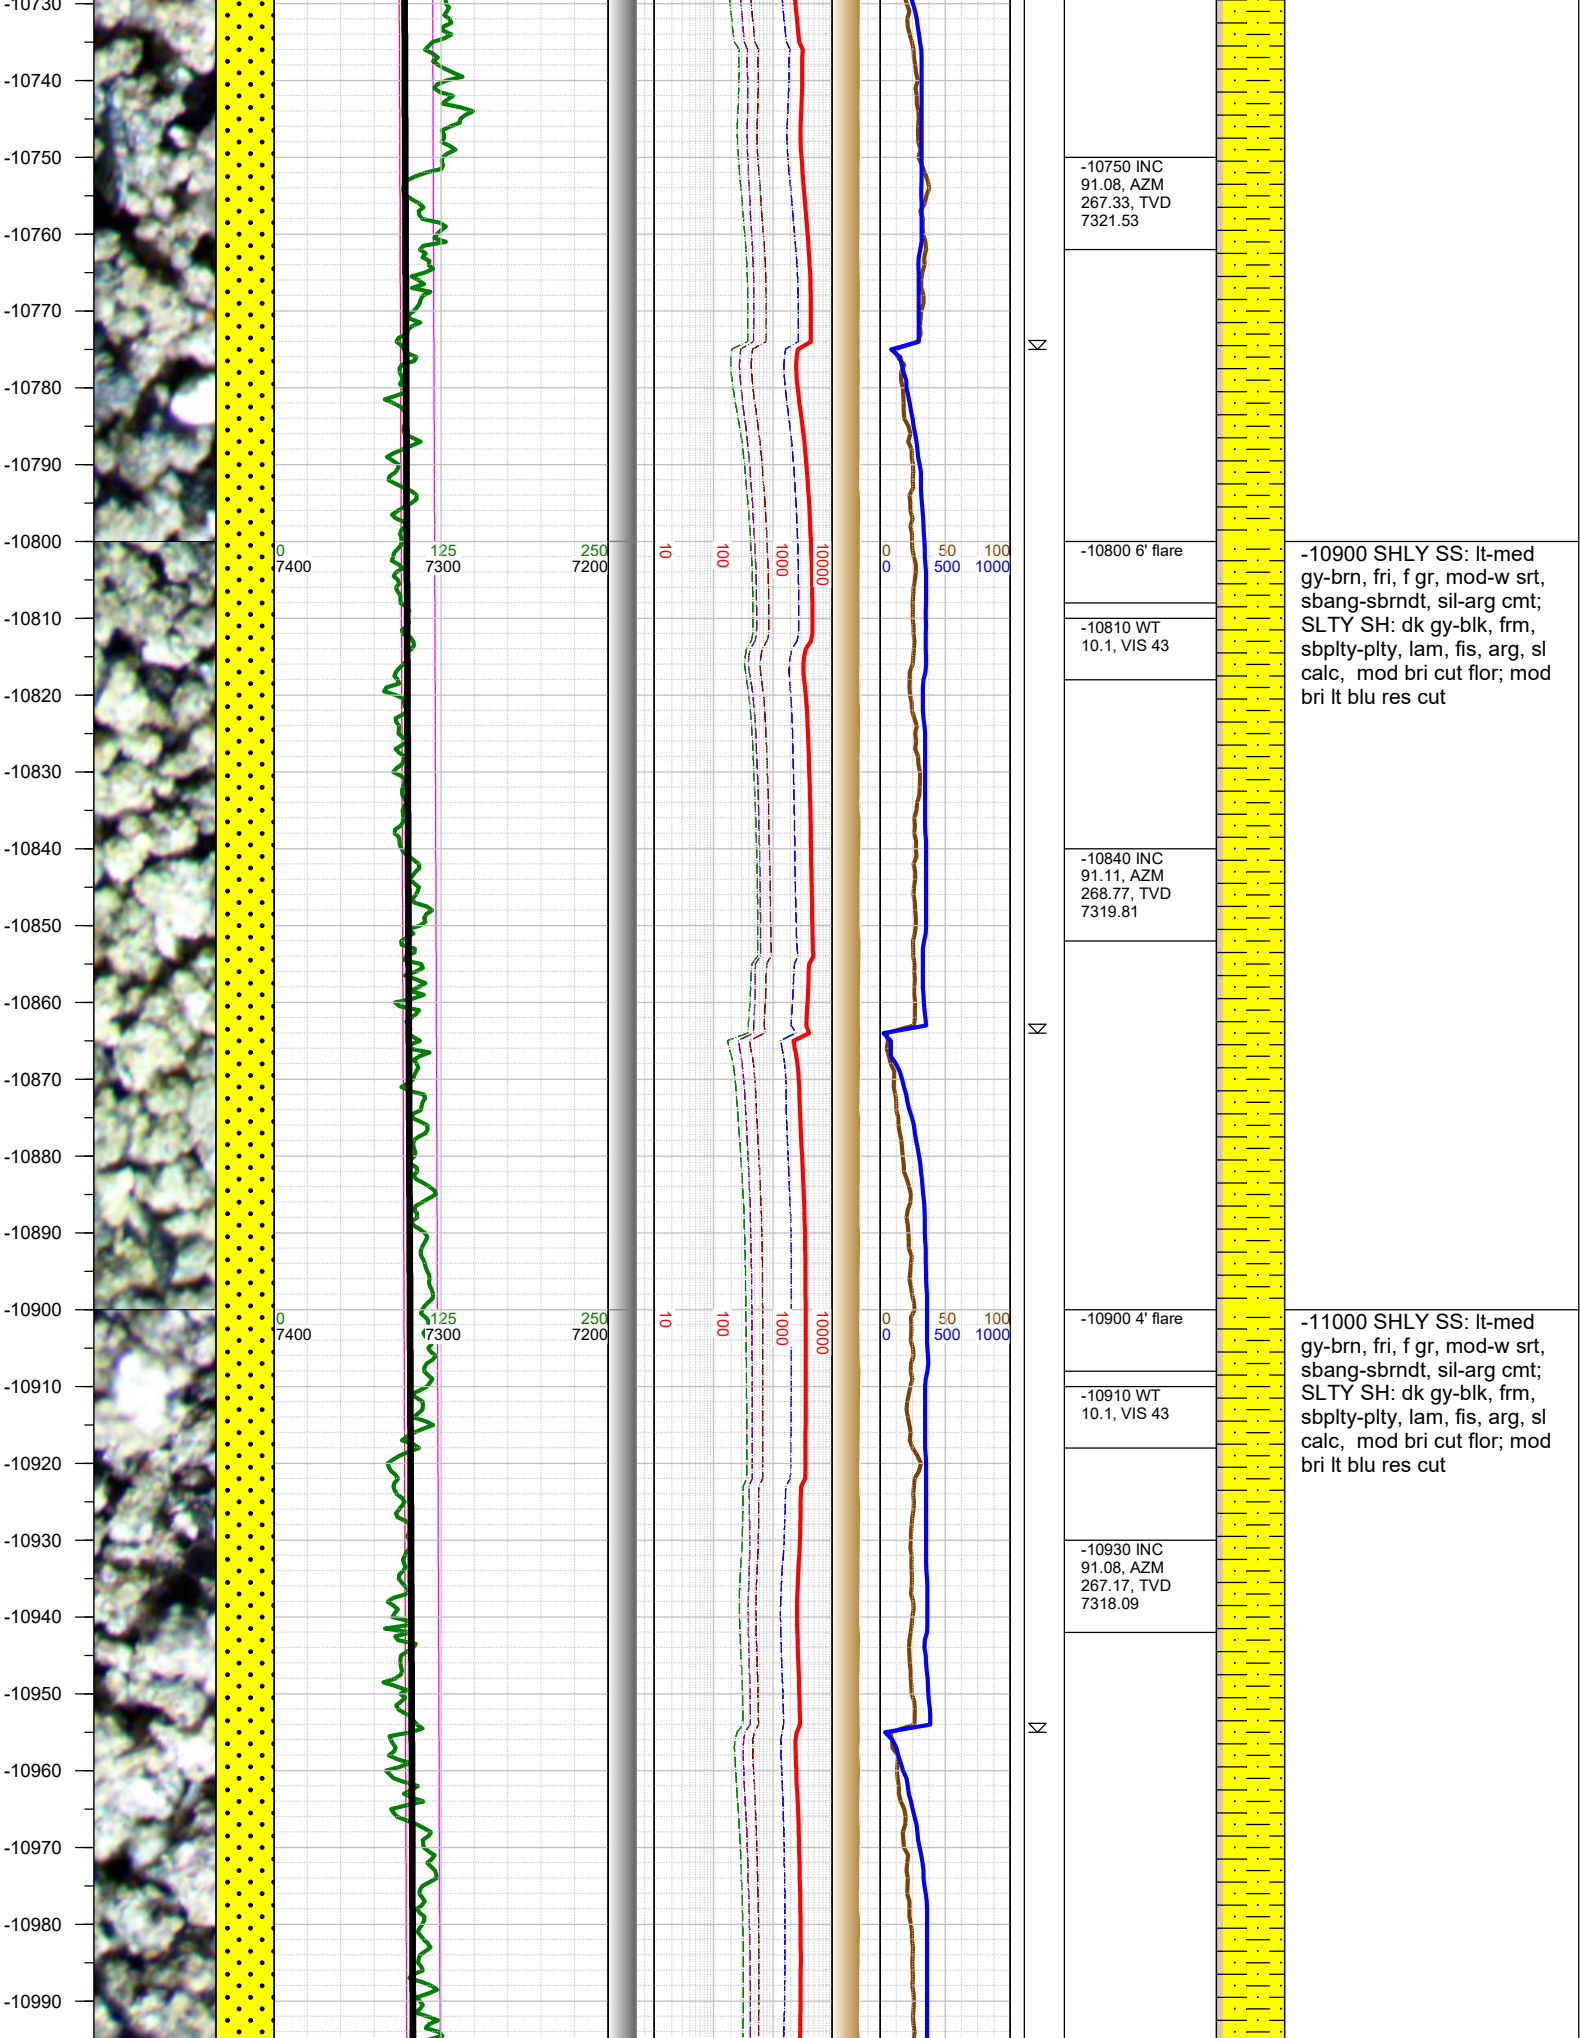 -10730
-10740
-10750
-10760
-10770
-10780
-10790
-10800
-10810
-10820
-10830
-10840
-10850
-10860
-10870
-10880
-10890
-10900
-10910
-10920
-10930
-10940
-10950
-10960
-10970
-10980
-10990
0 125 250
7400 7300 7200
10 100 1000 10000
0 50 100
0 500 1000
0 125 250
7400 7300 7200
10 100 1000 10000
0 50 100
0 500 1000
-10750 INC
91.08, AZM
267.33, TVD
7321.53
-10800 6' flare
-10810 WT
10.1, VIS 43
-10840 INC
91.11, AZM
268.77, TVD
7319.81
-10900 4' flare
-10910 WT
10.1, VIS 43
-10930 INC
91.08, AZM
267.17, TVD
7318.09
-10900 SHLY SS: lt-med
gy-brn, fri, f gr, mod-w srt,
sbang-sbrndt, sil-arg cmt;
SLTY SH: dk gy-blk, frm,
sbplty-plty, lam, fis, arg, sl
calc,  mod bri cut flor; mod
bri lt blu res cut
-11000 SHLY SS: lt-med
gy-brn, fri, f gr, mod-w srt,
sbang-sbrndt, sil-arg cmt;
SLTY SH: dk gy-blk, frm,
sbplty-plty, lam, fis, arg, sl
calc,  mod bri cut flor; mod
bri lt blu res cut